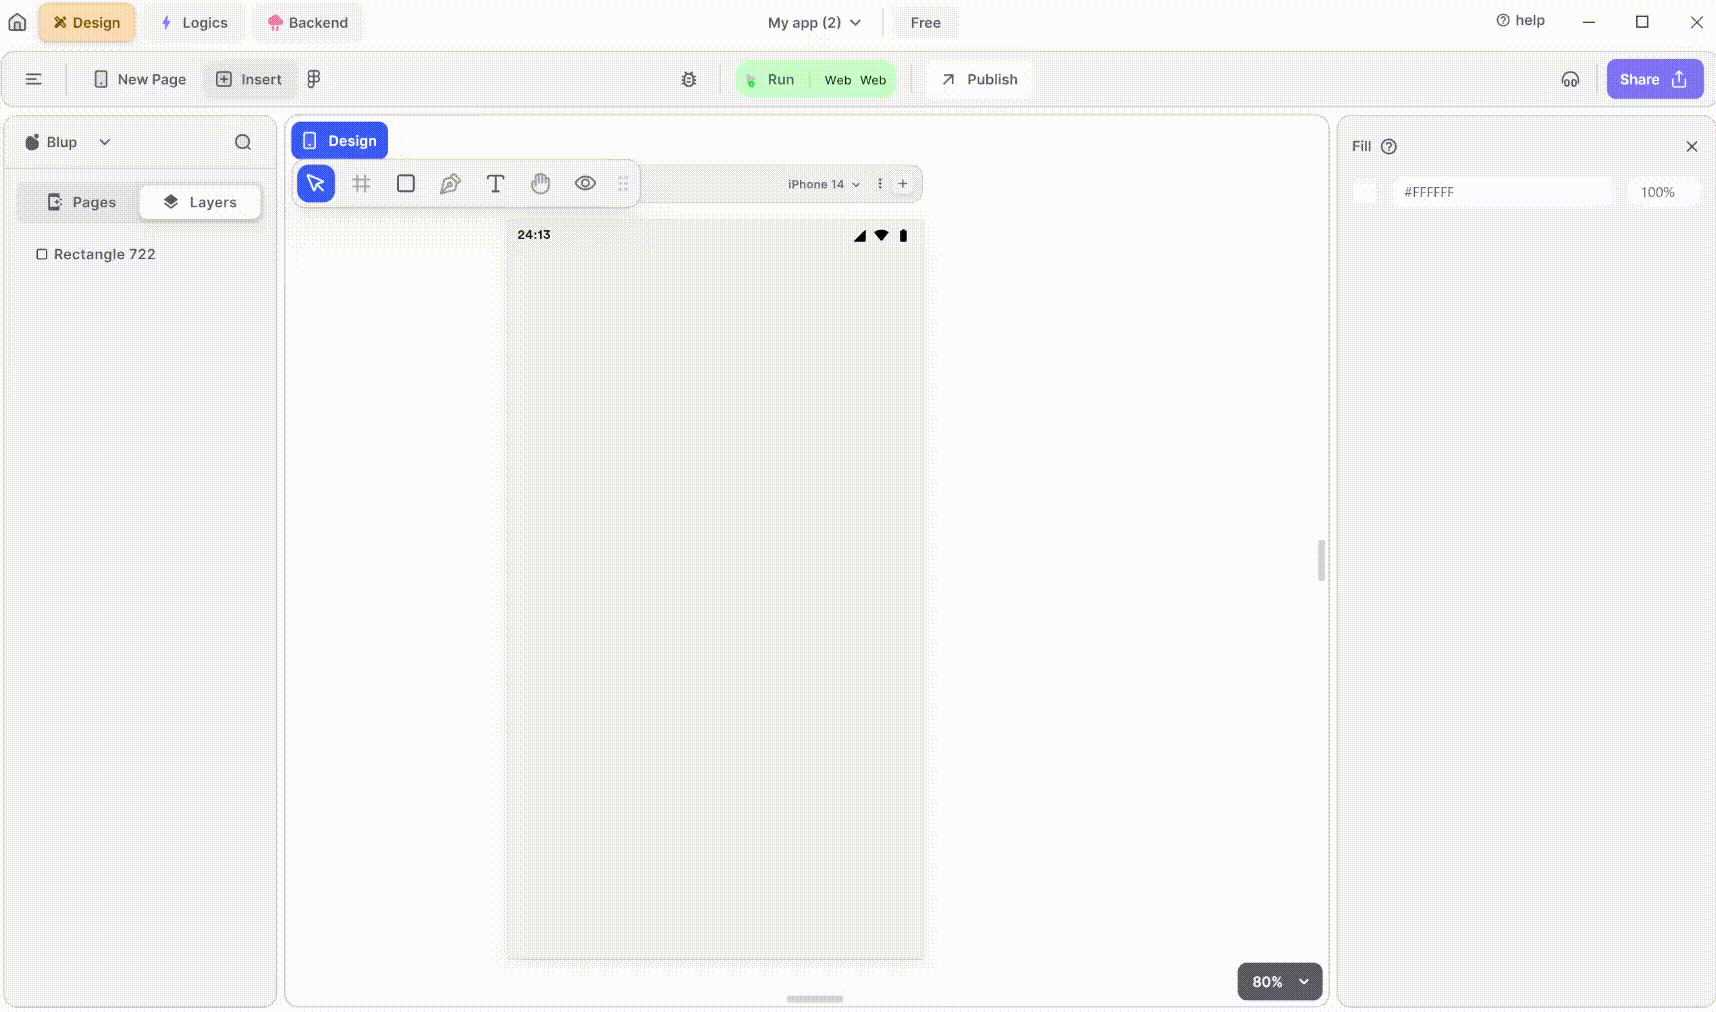 Design Logics Backend My app (2) Free help
New Page Insert Run Web Web Publish Share
Blup
Design
Fill
Pages Layers
iPhone 14
#FFFFFF 100%
24:13
Rectangle 722
80%